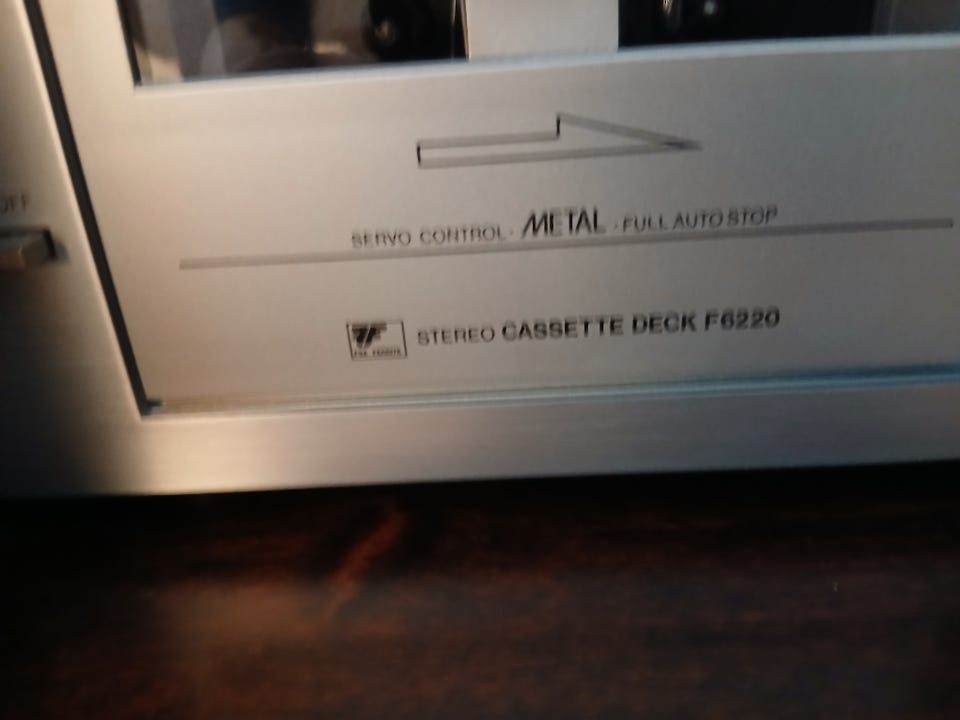 OFF
SERVO CONTROL · METAL · FULL AUTO STOP
STEREO CASSETTE DECK F6220